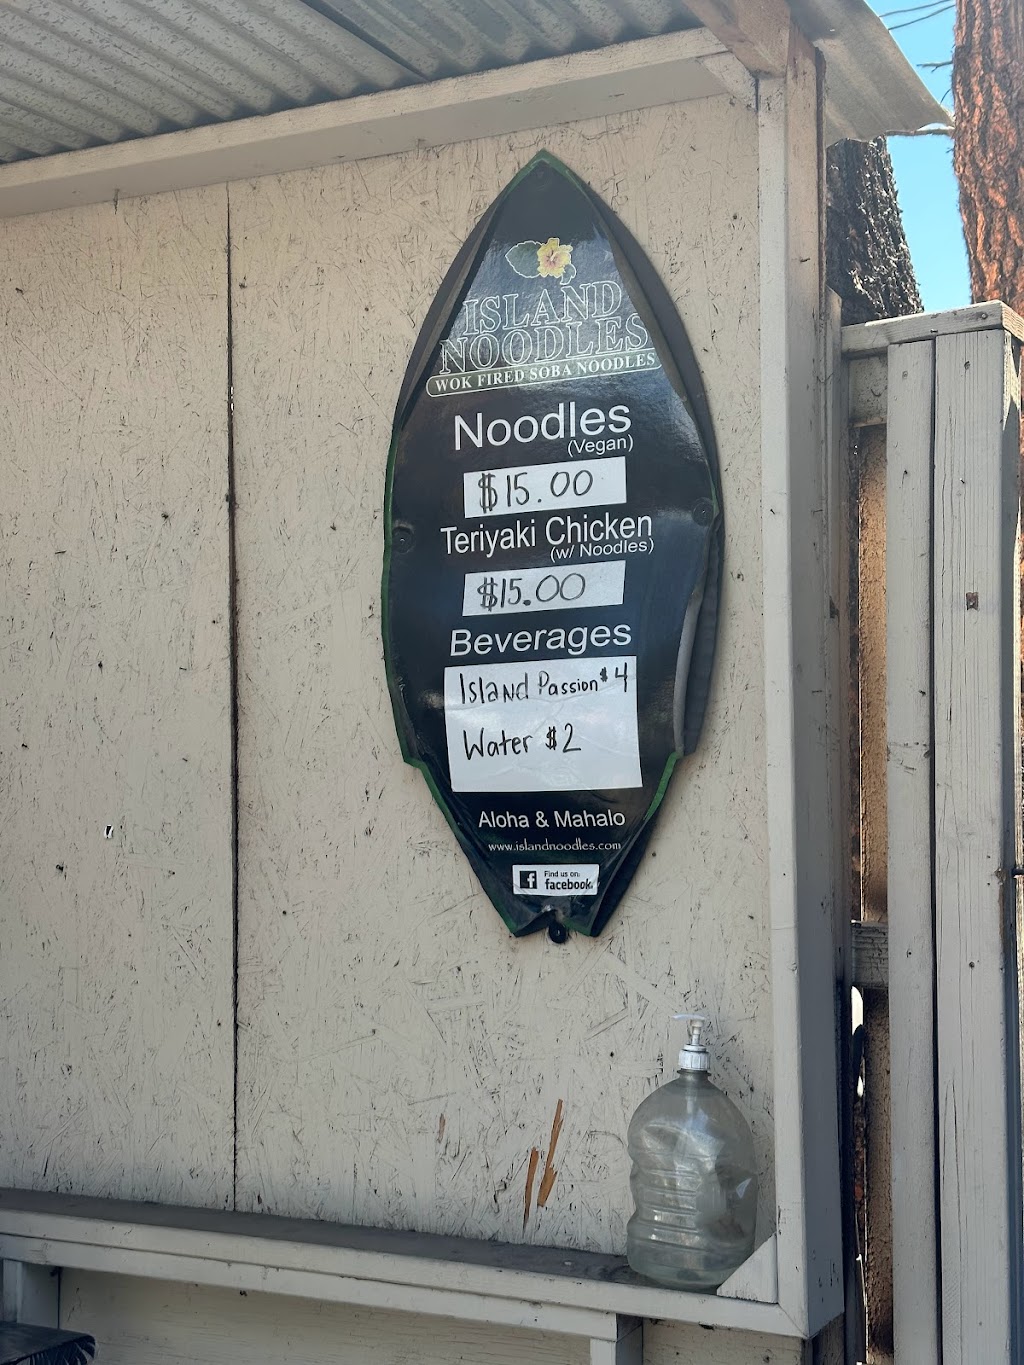 ISLAND
NOODLES
WOK FIRED SOBA NOODLES
Noodles
(Vegan)
$15.00
Teriyaki Chicken
(w/ Noodles)
$15.00
Beverages
Island Passion $4
Water $2
Aloha & Mahalo
www.islandnoodles.com
f Find us on:
facebook